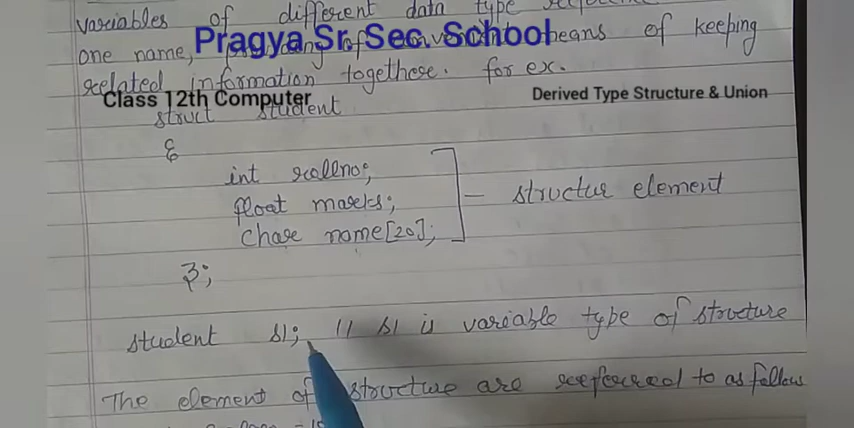 variables of different data type
one name, Pragya Sr. Sec. School means of keeping
related information together. for ex.
Class 12th Computer
Derived Type Structure & Union
struct student
{
int rollno;
float marks;
char name[20];
- structur element
};
student s1; // s1 is variable type of structure
The element of structure are referred to as follows